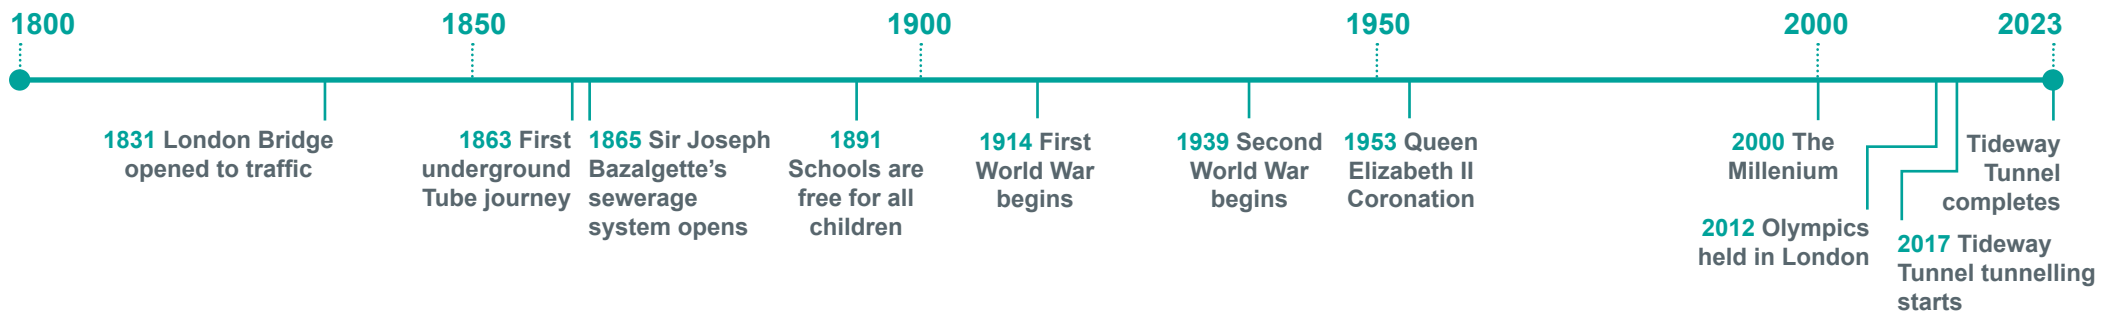 1800
1850
1900
1950
2000
2023
1831 London Bridge
opened to traffic
1863 First
underground
Tube journey
1865 Sir Joseph
Bazalgette's
sewerage
system opens
1891
Schools are
free for all
children
1914 First
World War
begins
1939 Second
World War
begins
1953 Queen
Elizabeth II
Coronation
2000 The
Millenium
2012 Olympics
held in London
2017 Tideway
Tunnel tunnelling
starts
Tideway
Tunnel
completes